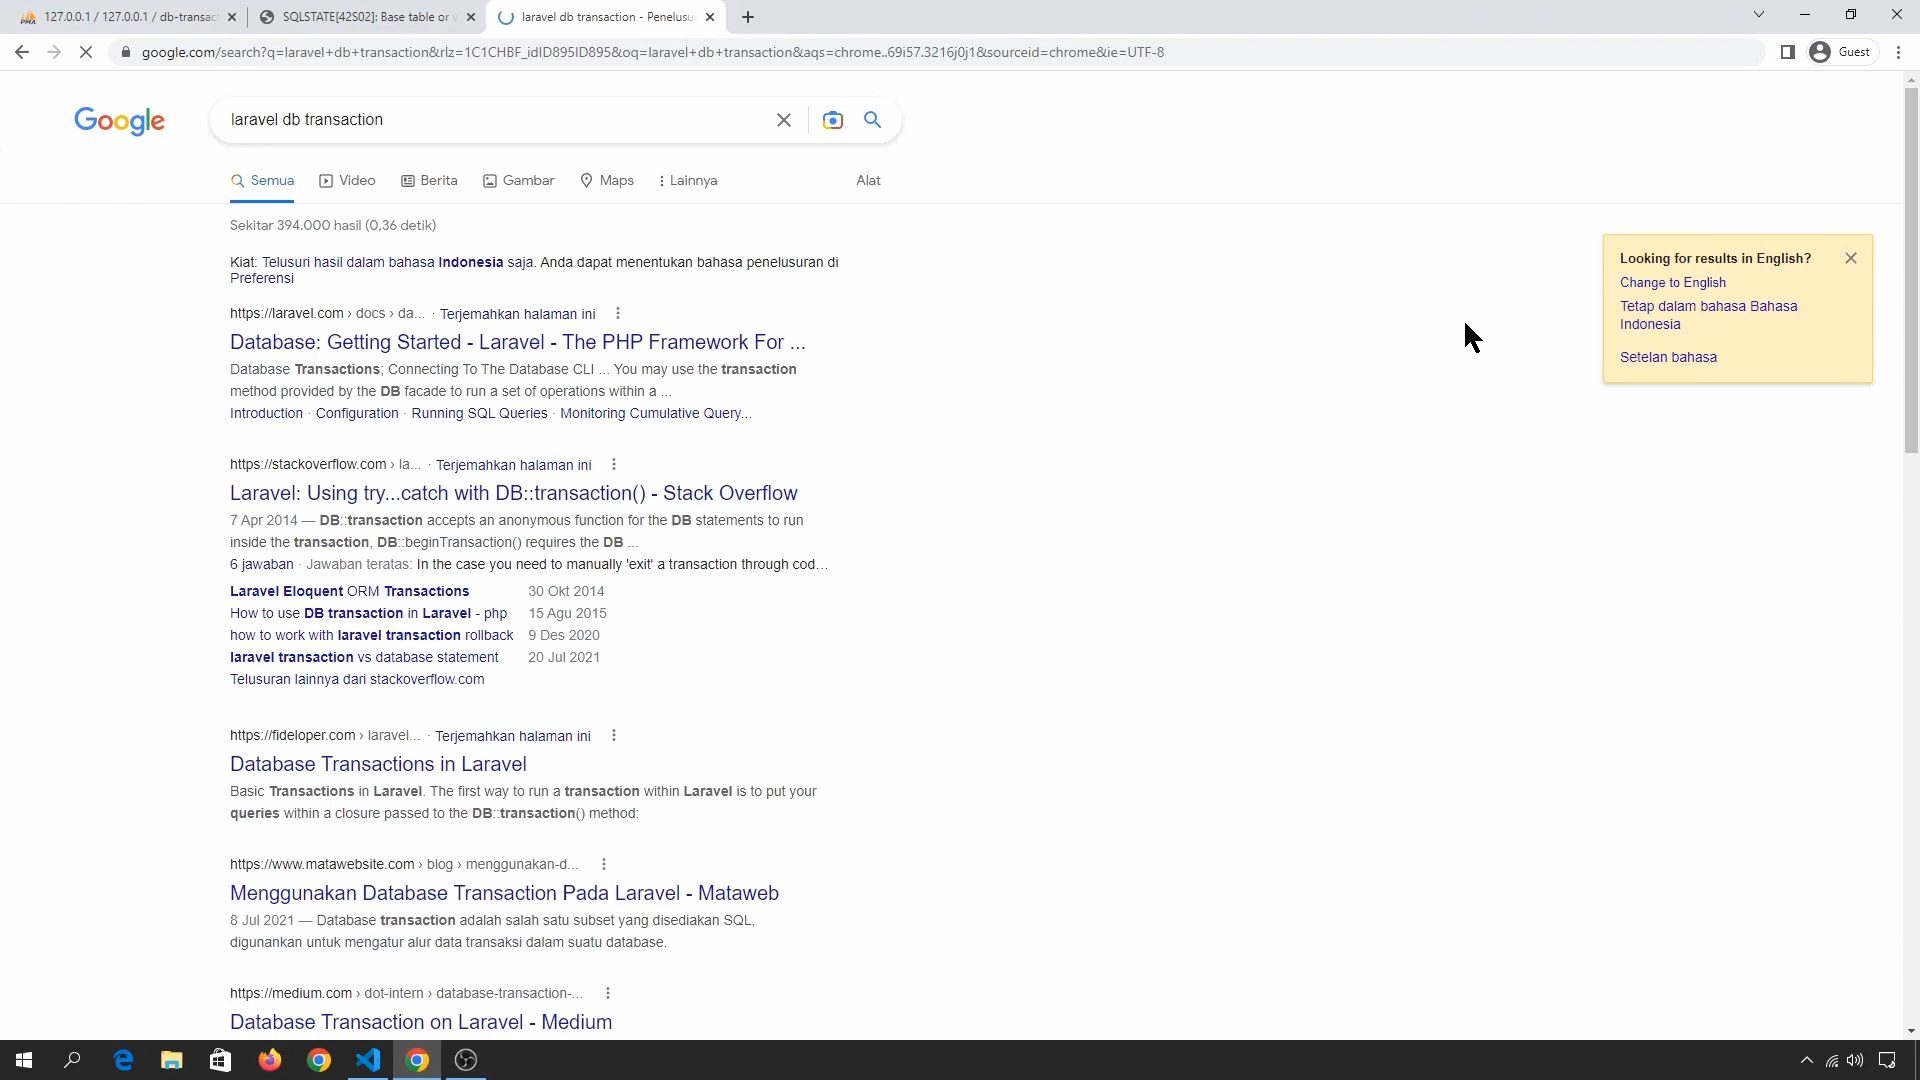 127.0.0.1 / 127.0.0.1 / db-transac
SQLSTATE[42S02]: Base table or v
laravel db transaction - Penelusu
google.com/search?q=laravel+db+transaction&rlz=1C1CHBF_idID895ID895&oq=laravel+db+transaction&aqs=chrome..69i57.3216j0j1&sourceid=chrome&ie=UTF-8
Guest
Google
laravel db transaction
Semua
Video
Berita
Gambar
Maps
Lainnya
Alat
Sekitar 394.000 hasil (0,36 detik)
Kiat: Telusuri hasil dalam bahasa Indonesia saja. Anda dapat menentukan bahasa penelusuran di
Preferensi
https://laravel.com › docs › da... · Terjemahkan halaman ini
Database: Getting Started - Laravel - The PHP Framework For ...
Database Transactions; Connecting To The Database CLI ... You may use the transaction
method provided by the DB facade to run a set of operations within a ...
Introduction · Configuration · Running SQL Queries · Monitoring Cumulative Query...
https://stackoverflow.com › la... · Terjemahkan halaman ini
Laravel: Using try...catch with DB::transaction() - Stack Overflow
7 Apr 2014 — DB::transaction accepts an anonymous function for the DB statements to run
inside the transaction, DB::beginTransaction() requires the DB ...
6 jawaban · Jawaban teratas: In the case you need to manually 'exit' a transaction through cod...
Laravel Eloquent ORM Transactions 30 Okt 2014
How to use DB transaction in Laravel - php 15 Agu 2015
how to work with laravel transaction rollback 9 Des 2020
laravel transaction vs database statement 20 Jul 2021
Telusuran lainnya dari stackoverflow.com
https://fideloper.com › laravel... · Terjemahkan halaman ini
Database Transactions in Laravel
Basic Transactions in Laravel. The first way to run a transaction within Laravel is to put your
queries within a closure passed to the DB::transaction() method:
https://www.matawebsite.com › blog › menggunakan-d...
Menggunakan Database Transaction Pada Laravel - Mataweb
8 Jul 2021 — Database transaction adalah salah satu subset yang disediakan SQL,
digunankan untuk mengatur alur data transaksi dalam suatu database.
https://medium.com › dot-intern › database-transaction-...
Database Transaction on Laravel - Medium
Looking for results in English?
Change to English
Tetap dalam bahasa Bahasa
Indonesia
Setelan bahasa